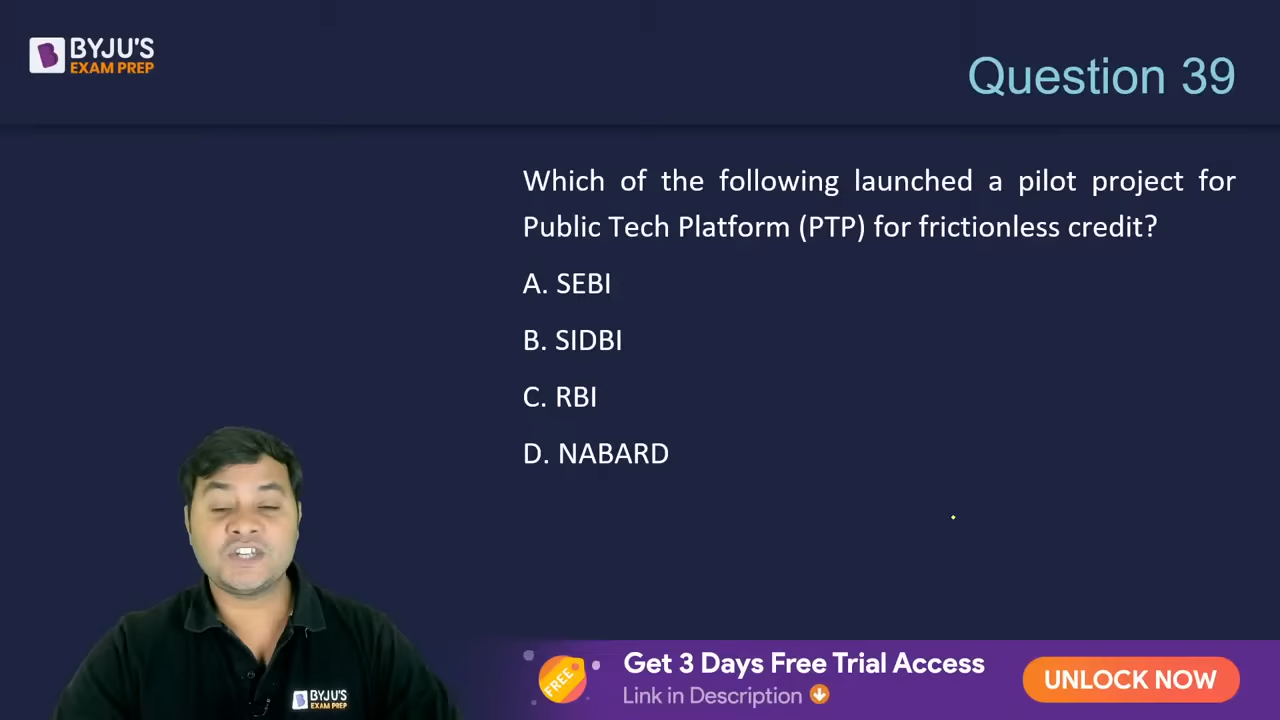 BYJU'S
EXAM PREP
Question 39
Which of the following launched a pilot project for
Public Tech Platform (PTP) for frictionless credit?
A. SEBI
B. SIDBI
C. RBI
D. NABARD
BYJU'S
EXAM PREP
FREE
Get 3 Days Free Trial Access
Link in Description
UNLOCK NOW